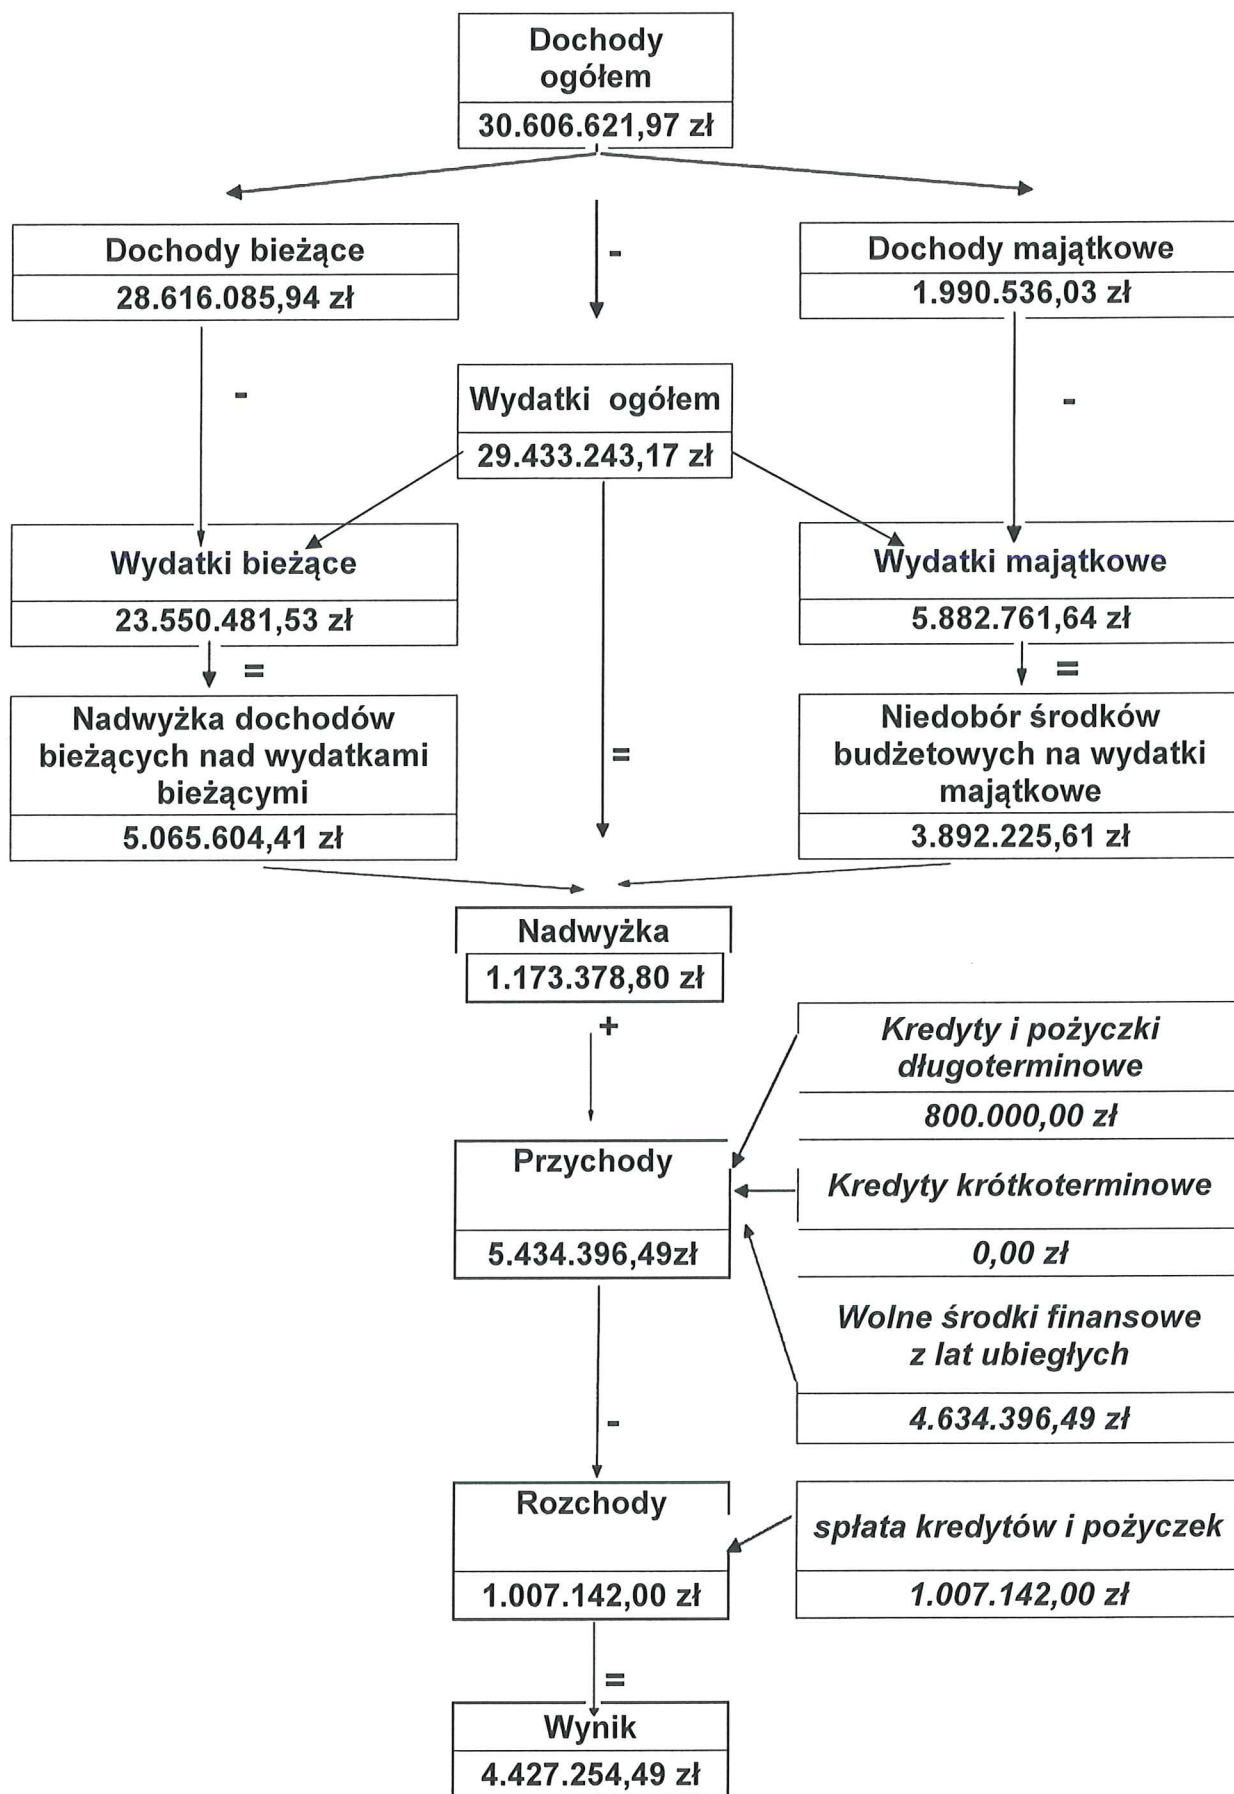 Dochody
ogółem
30.606.621,97 zł
Dochody bieżące
28.616.085,94 zł
-
Dochody majątkowe
1.990.536,03 zł
-
Wydatki ogółem
29.433.243,17 zł
-
Wydatki bieżące
23.550.481,53 zł
=
Wydatki majątkowe
5.882.761,64 zł
=
Nadwyżka dochodów
bieżących nad wydatkami
bieżącymi
5.065.604,41 zł
=
Niedobór środków
budżetowych na wydatki
majątkowe
3.892.225,61 zł
Nadwyżka
1.173.378,80 zł
+
Kredyty i pożyczki
długoterminowe
800.000,00 zł
Przychody
5.434.396,49zł
Kredyty krótkoterminowe
0,00 zł
Wolne środki finansowe
z lat ubiegłych
4.634.396,49 zł
-
Rozchody
1.007.142,00 zł
spłata kredytów i pożyczek
1.007.142,00 zł
=
Wynik
4.427.254,49 zł